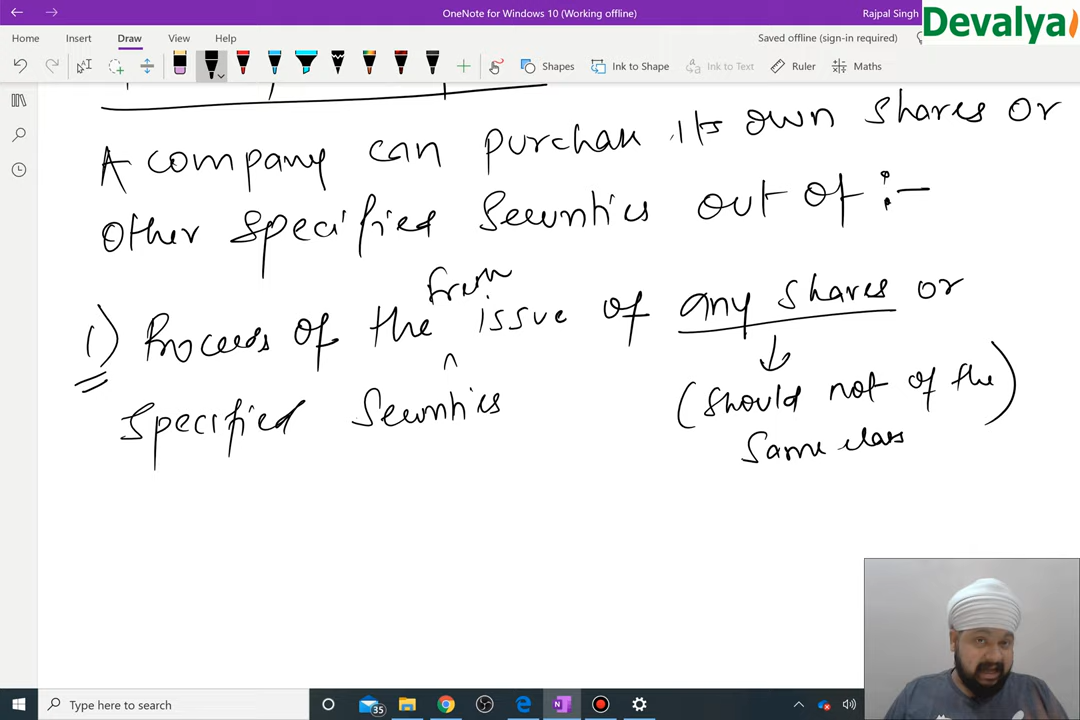 OneNote for Windows 10 (Working offline)
Rajpal Singh
Devalya
Home
Insert
Draw
View
Help
Saved offline (sign-in required)
Shapes
Ink to Shape
Ink to Text
Ruler
Maths
A company can purchase its own shares or
other specified securities out of :-
1) Proceeds of the from issue of any shares or
specified securities
(should not of the
same class)
Type here to search
35